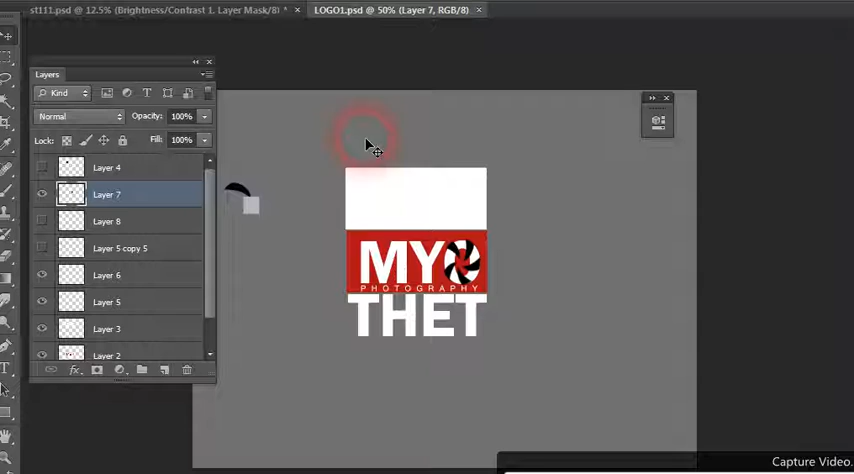 st111.psd @ 12.5% (Brightness/Contrast 1, Layer Mask/8) * ×
LOGO1.psd @ 50% (Layer 7, RGB/8) ×
Layers
Kind
T
Normal
Opacity: 100%
Lock:
Fill: 100%
Layer 4
Layer 7
Layer 8
Layer 5 copy 5
Layer 6
Layer 5
Layer 3
Layer 2
fx
T
MYO
PHOTOGRAPHY
THET
Capture Video.